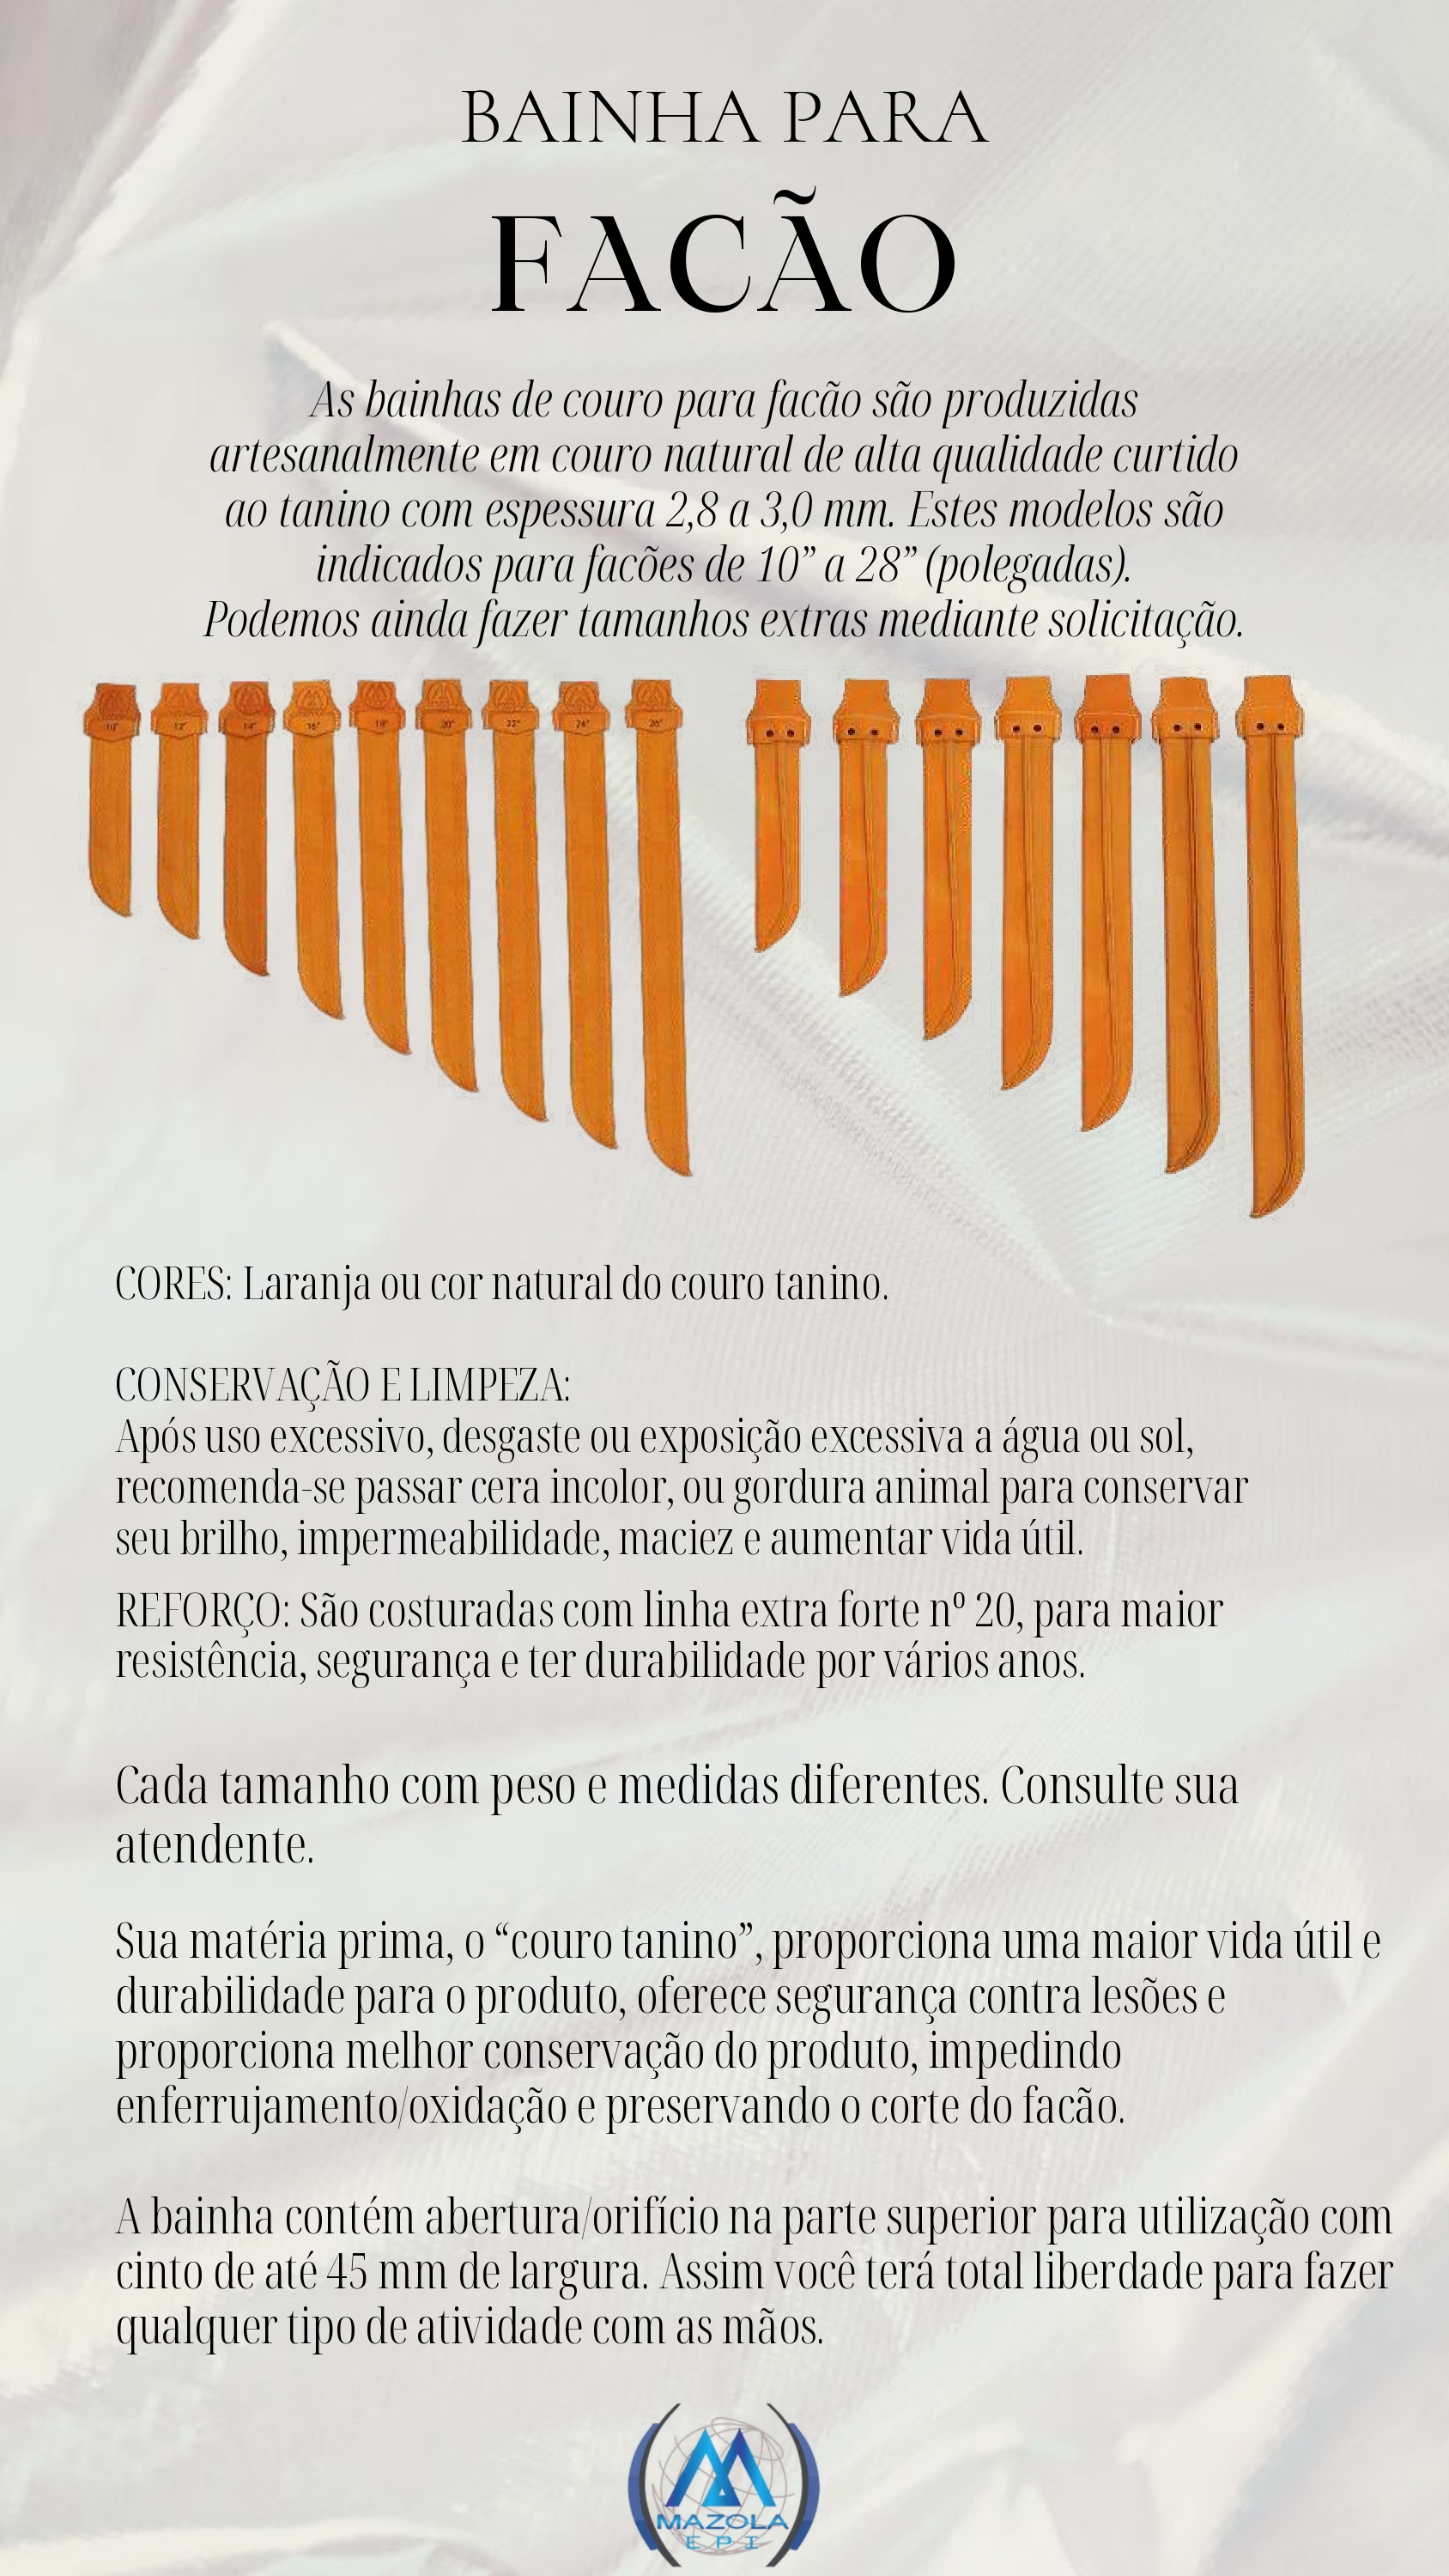 BAINHA PARA
FACÃO
As bainhas de couro para facão são produzidas
artesanalmente em couro natural de alta qualidade curtido
ao tanino com espessura 2,8 a 3,0 mm. Estes modelos são
indicados para facões de 10” a 28” (polegadas).
Podemos ainda fazer tamanhos extras mediante solicitação.
10" 12" 14" 16" 18" 20" 22" 24" 26"
CORES: Laranja ou cor natural do couro tanino.
CONSERVAÇÃO E LIMPEZA:
Após uso excessivo, desgaste ou exposição excessiva a água ou sol,
recomenda-se passar cera incolor, ou gordura animal para conservar
seu brilho, impermeabilidade, maciez e aumentar vida útil.
REFORÇO: São costuradas com linha extra forte nº 20, para maior
resistência, segurança e ter durabilidade por vários anos.
Cada tamanho com peso e medidas diferentes. Consulte sua
atendente.
Sua matéria prima, o “couro tanino”, proporciona uma maior vida útil e
durabilidade para o produto, oferece segurança contra lesões e
proporciona melhor conservação do produto, impedindo
enferrujamento/oxidação e preservando o corte do facão.
A bainha contém abertura/orifício na parte superior para utilização com
cinto de até 45 mm de largura. Assim você terá total liberdade para fazer
qualquer tipo de atividade com as mãos.
MAZOLA
EPI